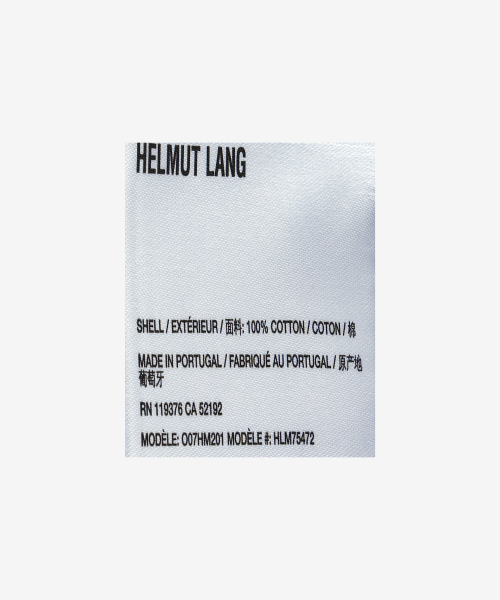 HELMUT LANG
SHELL / EXTÉRIEUR / 面料: 100% COTTON / COTON / 棉
MADE IN PORTUGAL / FABRIQUÉ AU PORTUGAL / 原产地
葡萄牙
RN 119376 CA 52192
MODÈLE: O07HM201 MODÈLE #: HLM75472